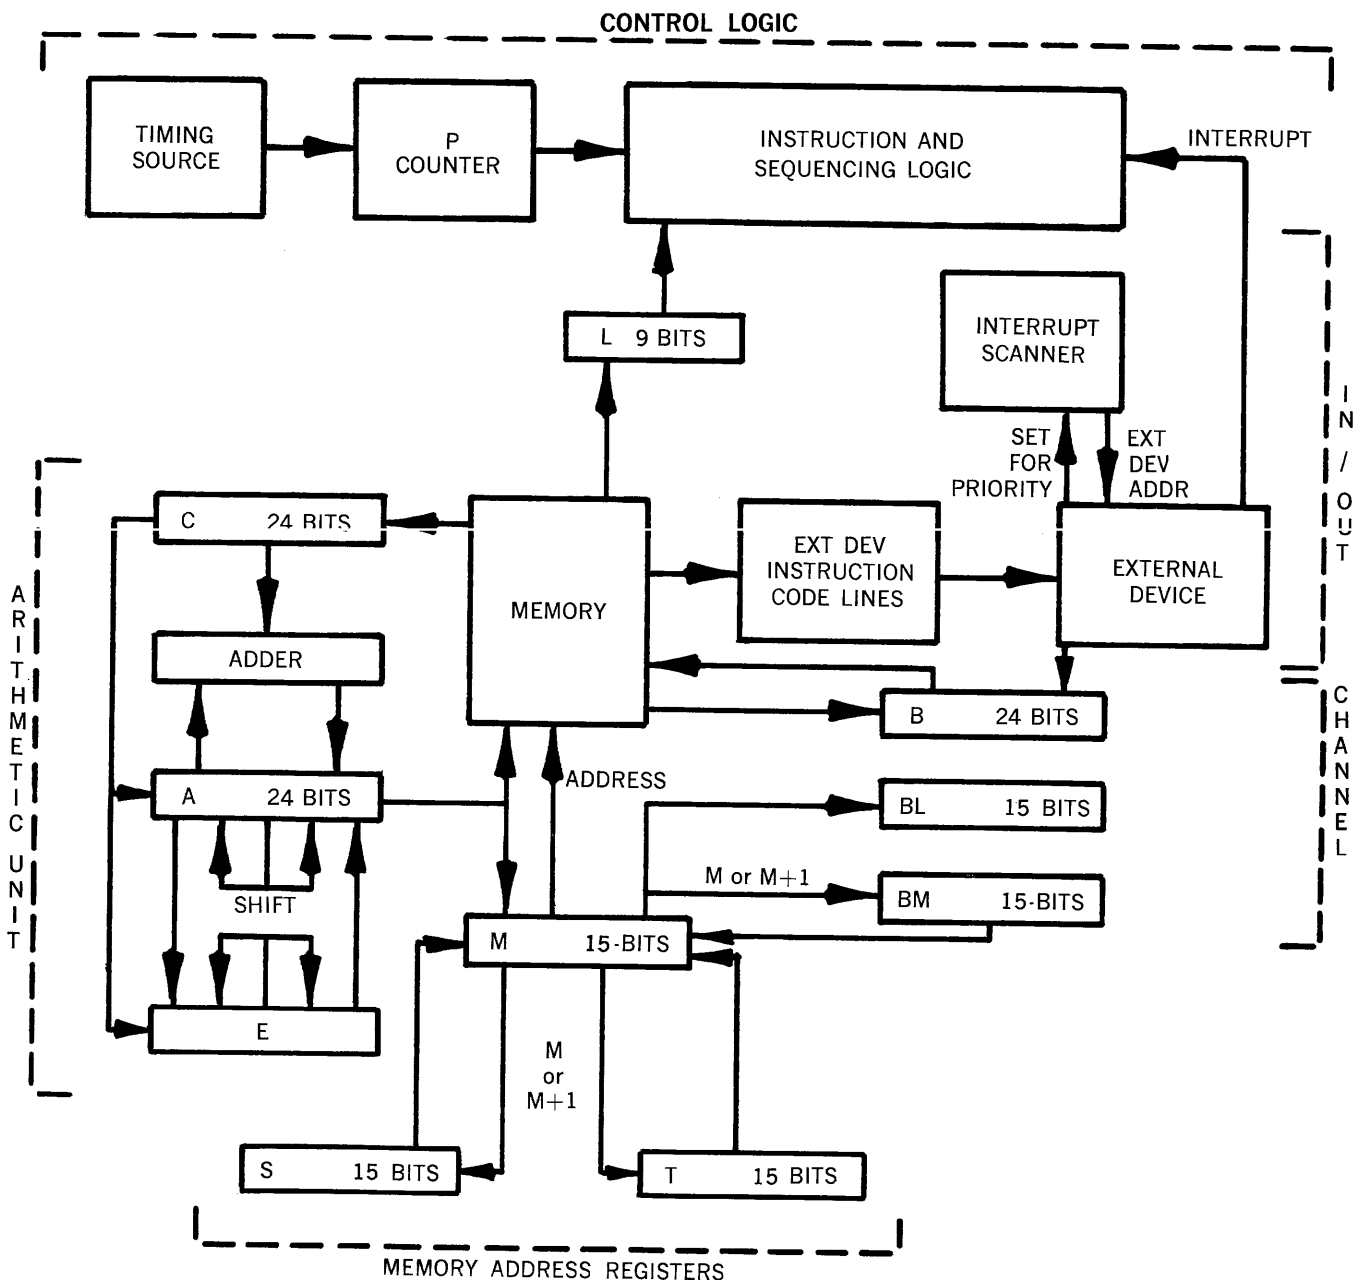 CONTROL LOGIC
TIMING
SOURCE
P
COUNTER
INSTRUCTION AND
SEQUENCING LOGIC
INTERRUPT
L 9 BITS
INTERRUPT
SCANNER
SET
FOR
PRIORITY
EXT
DEV
ADDR
IN / OUT
C 24 BITS
MEMORY
EXT DEV
INSTRUCTION
CODE LINES
EXTERNAL
DEVICE
ADDER
B 24 BITS
CHANNEL
ARITHMETIC UNIT
A 24 BITS
ADDRESS
BL 15 BITS
SHIFT
M or M+1
BM 15-BITS
M 15-BITS
E
M
or
M+1
S 15 BITS
T 15 BITS
MEMORY ADDRESS REGISTERS